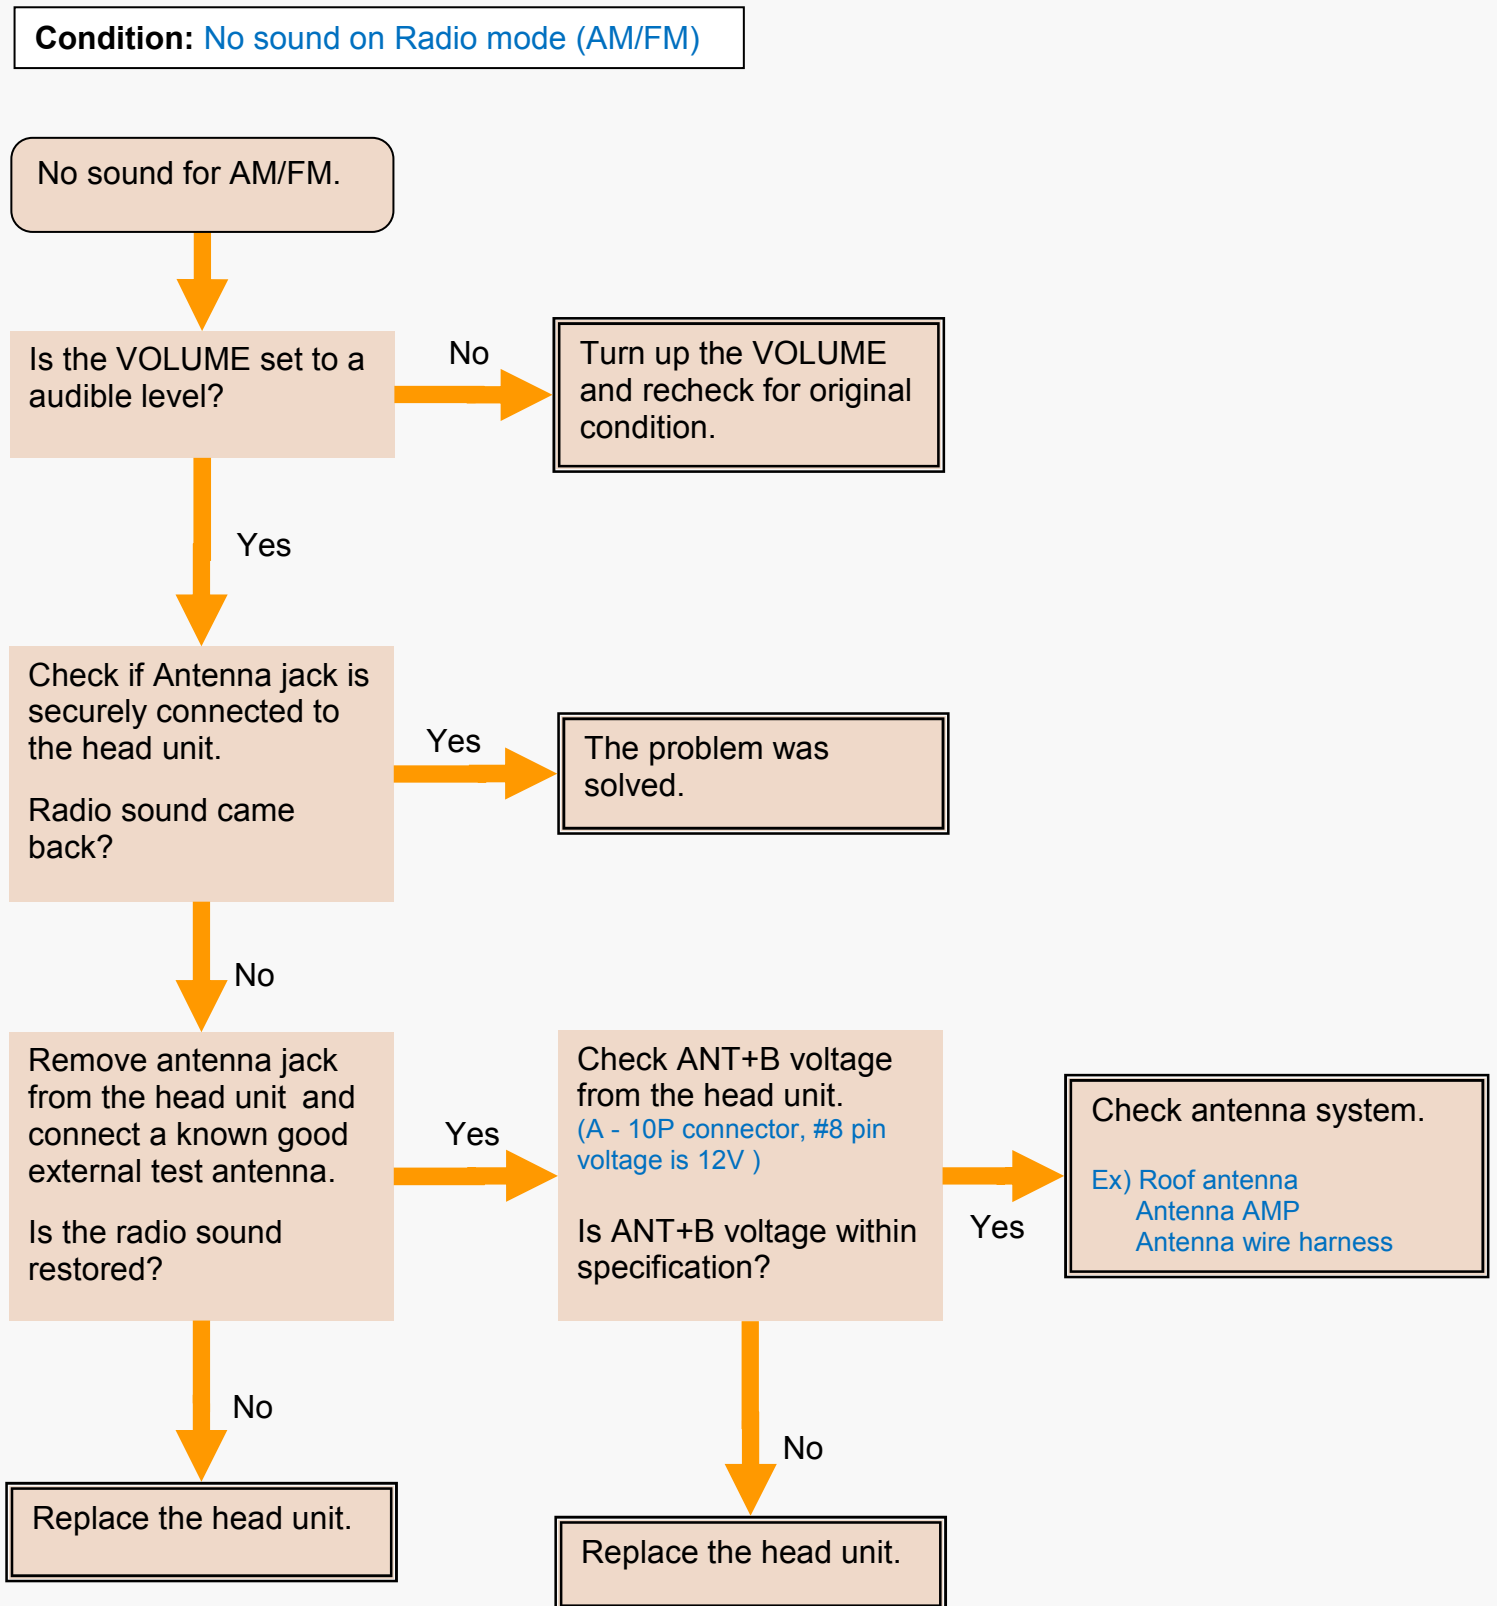 Condition: No sound on Radio mode (AM/FM)
No sound for AM/FM.
Is the VOLUME set to a
audible level?
No
Turn up the VOLUME
and recheck for original
condition.
Yes
Check if Antenna jack is
securely connected to
the head unit.
Radio sound came
back?
Yes
The problem was
solved.
No
Remove antenna jack
from the head unit and
connect a known good
external test antenna.
Is the radio sound
restored?
Yes
Check ANT+B voltage
from the head unit.
(A - 10P connector, #8 pin
voltage is 12V )
Is ANT+B voltage within
specification?
Yes
Check antenna system.
Ex) Roof antenna
Antenna AMP
Antenna wire harness
No
Replace the head unit.
No
Replace the head unit.